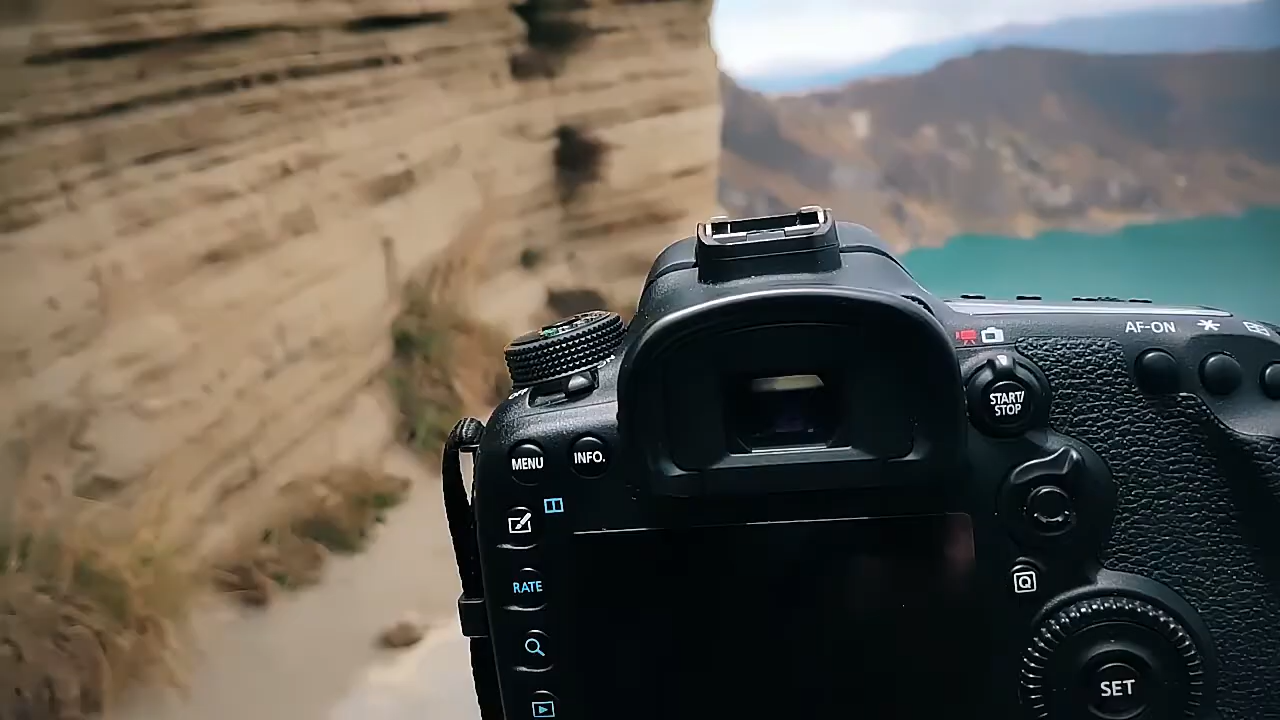 AF-ON
START/
STOP
MENU
INFO.
RATE
Q
SET